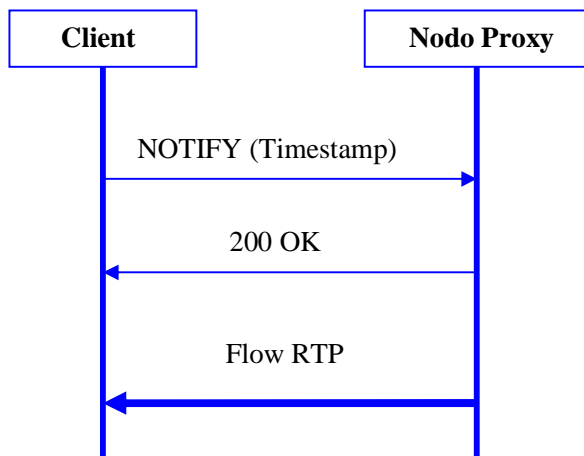 Client
Nodo Proxy
NOTIFY (Timestamp)
200 OK
Flow RTP